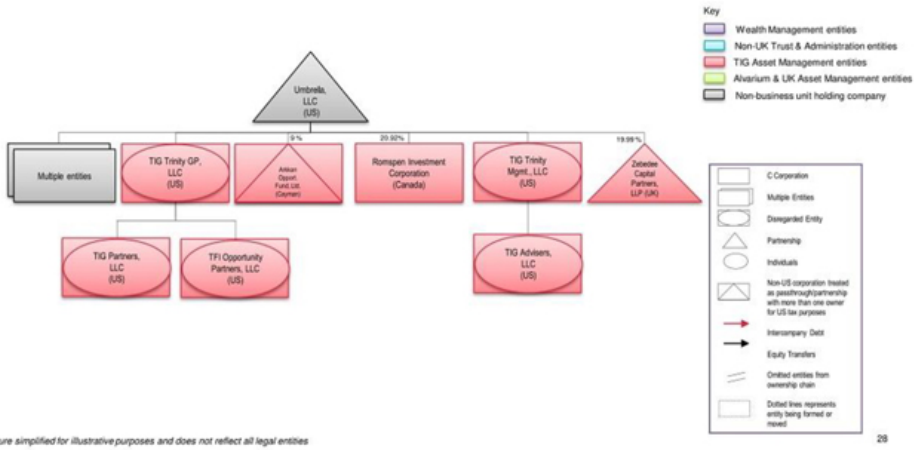 Key
Wealth Management entities
Non-UK Trust & Administration entities
TIG Asset Management entities
Alvarium & UK Asset Management entities
Non-business unit holding company
Umbrella,
LLC
(US)
9%
20.92%
19.99%
Multiple entities
TIG Trinity GP,
LLC
(US)
Arkkan
Opport.
Fund, Ltd.
(Cayman)
Romspen Investment
Corporation
(Canada)
TIG Trinity
Mgmt., LLC
(US)
Zebedee
Capital
Partners,
LLP (UK)
TIG Partners,
LLC
(US)
TFI Opportunity
Partners, LLC
(US)
TIG Advisers,
LLC
(US)
C Corporation
Multiple Entities
Disregarded Entity
Partnership
Individuals
Non-US corporation treated
as passthrough/partnership
with more than one owner
for US tax purposes
Intercompany Debt
Equity Transfers
Omitted entities from
ownership chain
Dotted lines represents
entity being formed or
moved
ure simplified for illustrative purposes and does not reflect all legal entities
28